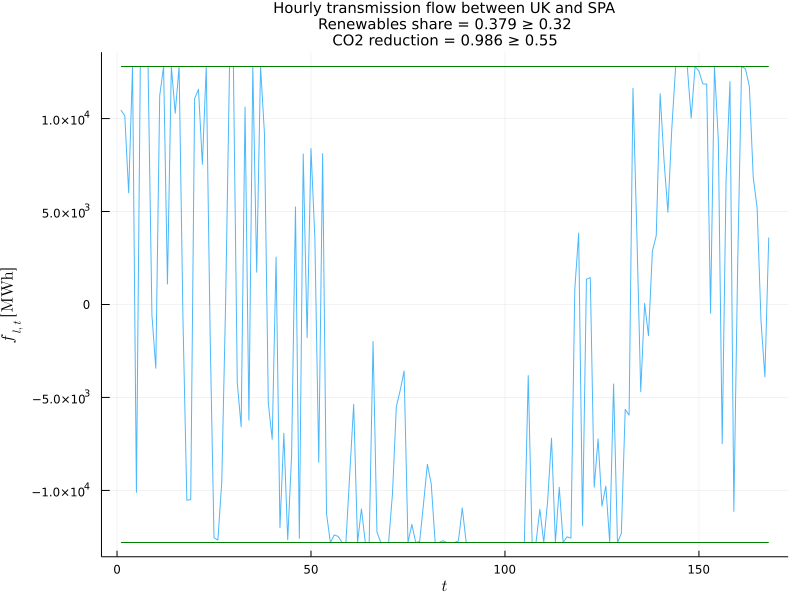 Hourly transmission flow between UK and SPA
Renewables share = 0.379 ≥ 0.32
CO2 reduction = 0.986 ≥ 0.55
1.0×10⁴
5.0×10³
0
−5.0×10³
−1.0×10⁴
f_{l,t} [MWh]
0 50 100 150
t